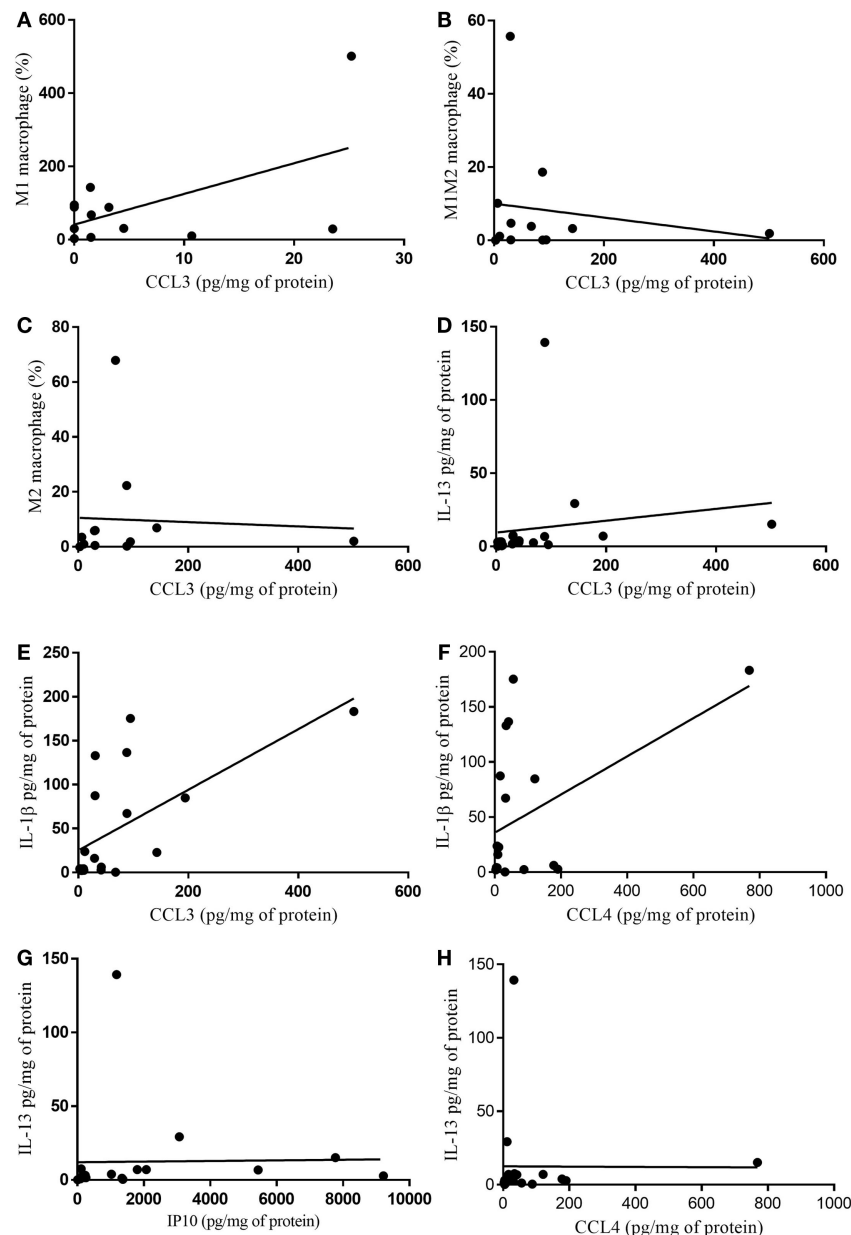 A
M1 macrophage (%)
600
400
200
0
0 10 20 30
CCL3 (pg/mg of protein)
B
M1M2 macrophage (%)
60
40
20
0
0 200 400 600
CCL3 (pg/mg of protein)
C
M2 macrophage (%)
80
60
40
20
0
0 200 400 600
CCL3 (pg/mg of protein)
D
IL-13 pg/mg of protein
150
100
50
0
0 200 400 600
CCL3 (pg/mg of protein)
E
IL-1β pg/mg of protein
250
200
150
100
50
0
0 200 400 600
CCL3 (pg/mg of protein)
F
IL-1β pg/mg of protein
200
150
100
50
0
0 200 400 600 800 1000
CCL4 (pg/mg of protein)
G
IL-13 pg/mg of protein
150
100
50
0
0 2000 4000 6000 8000 10000
IP10 (pg/mg of protein)
H
IL-13 pg/mg of protein
150
100
50
0
0 200 400 600 800 1000
CCL4 (pg/mg of protein)